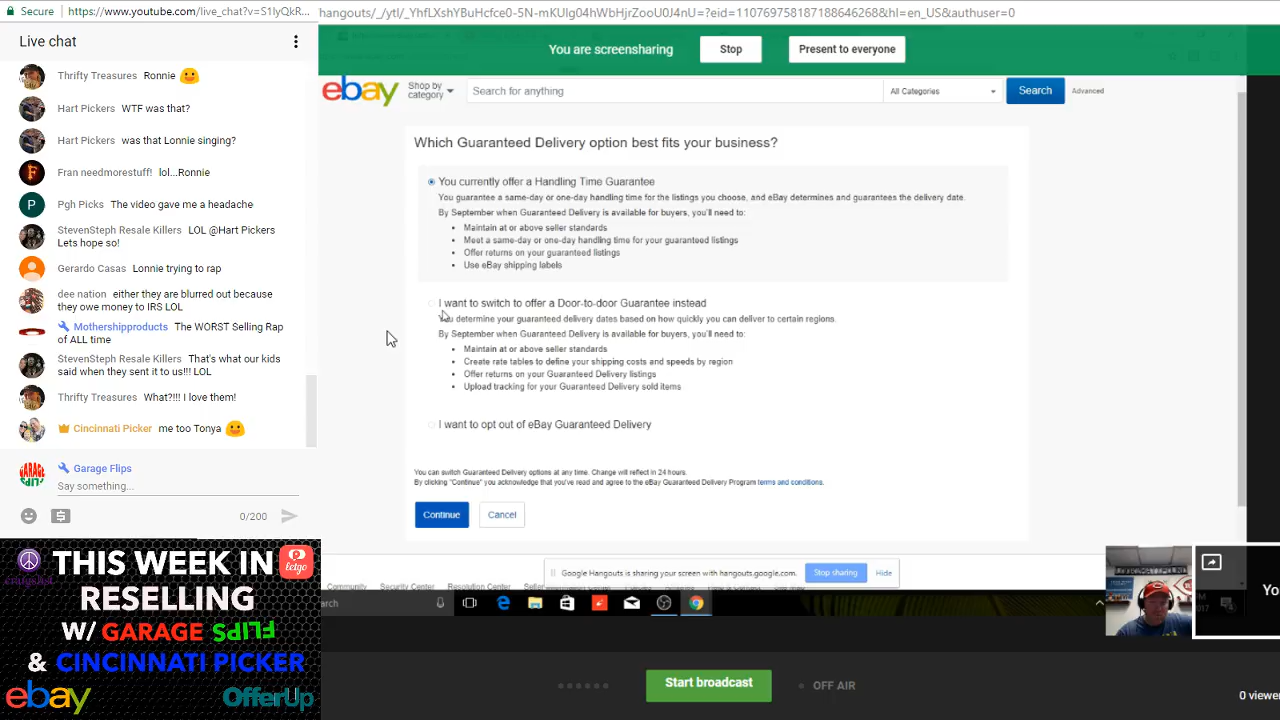 Secure
https://www.youtube.com/live_chat?v=S1lyQkR...
hangouts/_/ytl/_YhfLXshYBuHcfce0-5N-mKUlg04hWbHjrZooU0J4nU=?eid=110769758187188646268&hl=en_US&authuser=0
Live chat
Thrifty Treasures Ronnie
Hart Pickers WTF was that?
Hart Pickers was that Lonnie singing?
Fran needmorestuff! lol...Ronnie
P
Pgh Picks The video gave me a headache
StevenSteph Resale Killers LOL @Hart Pickers
Lets hope so!
Gerardo Casas Lonnie trying to rap
dee nation either they are blurred out because
they owe money to IRS LOL
Mothershipproducts The WORST Selling Rap
of ALL time
StevenSteph Resale Killers That's what our kids
said when they sent it to us!!! LOL
Thrifty Treasures What?!!! I love them!
Cincinnati Picker me too Tonya
GARAGE
FLIPS
Garage Flips
Say something...
0/200
THIS WEEK IN
RESELLING
W/ GARAGE FLIPS
& CINCINNATI PICKER
craigslist
letgo
ebay
OfferUp
You are screensharing
Stop
Present to everyone
ebay
Shop by
category
Search for anything
All Categories
Search
Advanced
Which Guaranteed Delivery option best fits your business?
You currently offer a Handling Time Guarantee
You guarantee a same-day or one-day handling time for the listings you choose, and eBay determines and guarantees the delivery date.
By September when Guaranteed Delivery is available for buyers, you'll need to:
Maintain at or above seller standards
Meet a same-day or one-day handling time for your guaranteed listings
Offer returns on your guaranteed listings
Use eBay shipping labels
I want to switch to offer a Door-to-door Guarantee instead
You determine your guaranteed delivery dates based on how quickly you can deliver to certain regions.
By September when Guaranteed Delivery is available for buyers, you'll need to:
Maintain at or above seller standards
Create rate tables to define your shipping costs and speeds by region
Offer returns on your Guaranteed Delivery listings
Upload tracking for your Guaranteed Delivery sold items
I want to opt out of eBay Guaranteed Delivery
You can switch Guaranteed Delivery options at any time. Change will reflect in 24 hours.
By clicking "Continue" you acknowledge that you've read and agree to the eBay Guaranteed Delivery Program terms and conditions.
Continue
Cancel
Google Hangouts is sharing your screen with hangouts.google.com.
Stop sharing
Hide
Community
Security Center
Resolution Center
arch
2017
Yo
Start broadcast
OFF AIR
0 viewer